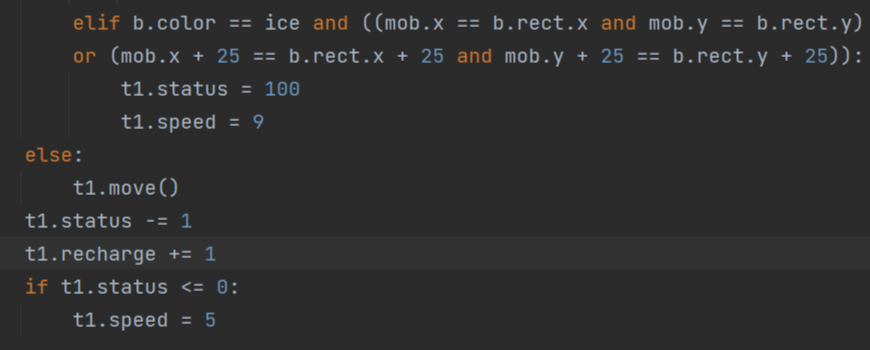 elif b.color == ice and ((mob.x == b.rect.x and mob.y == b.rect.y)
or (mob.x + 25 == b.rect.x + 25 and mob.y + 25 == b.rect.y + 25)):
t1.status = 100
t1.speed = 9
else:
t1.move()
t1.status -= 1
t1.recharge += 1
if t1.status <= 0:
t1.speed = 5